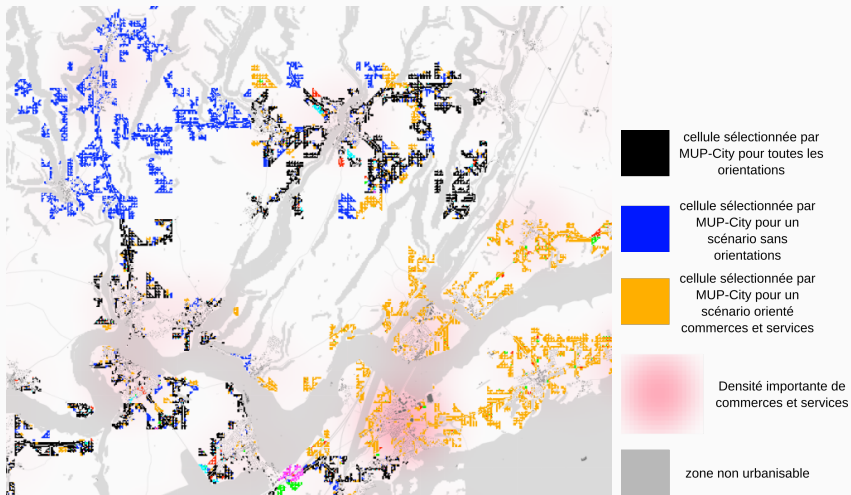 cellule sélectionnée par
MUP-City pour toutes les
orientations
cellule sélectionnée par
MUP-City pour un
scénario sans
orientations
cellule sélectionnée par
MUP-City pour un
scénario orienté
commerces et services
Densité importante de
commerces et services
zone non urbanisable